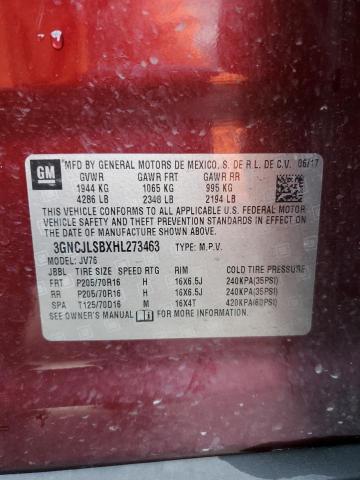 GM
MFD BY GENERAL MOTORS DE MEXICO, S. DE R.L. DE C.V. 06/17
GVWR GAWR FRT GAWR RR
1944 KG 1065 KG 995 KG
4286 LB 2348 LB 2194 LB
THIS VEHICLE CONFORMS TO ALL APPLICABLE U.S. FEDERAL MOTOR VEHICLE SAFETY, BUMPER, AND THEFT PREVENTION STANDARDS IN EFFECT ON THE DATE OF MANUFACTURE SHOWN ABOVE.
3GNCJLSBXHL273463 TYPE: M.P.V.
MODEL: JV76
JBBL TIRE SIZE SPEED RTG RIM COLD TIRE PRESSURE
FRT P205/70R16 H 16X6.5J 240KPA(35PSI)
RR P205/70R16 H 16X6.5J 240KPA(35PSI)
SPA T125/70D16 M 16X4T 420KPA(60PSI)
SEE OWNER'S MANUAL FOR MORE INFORMATION.